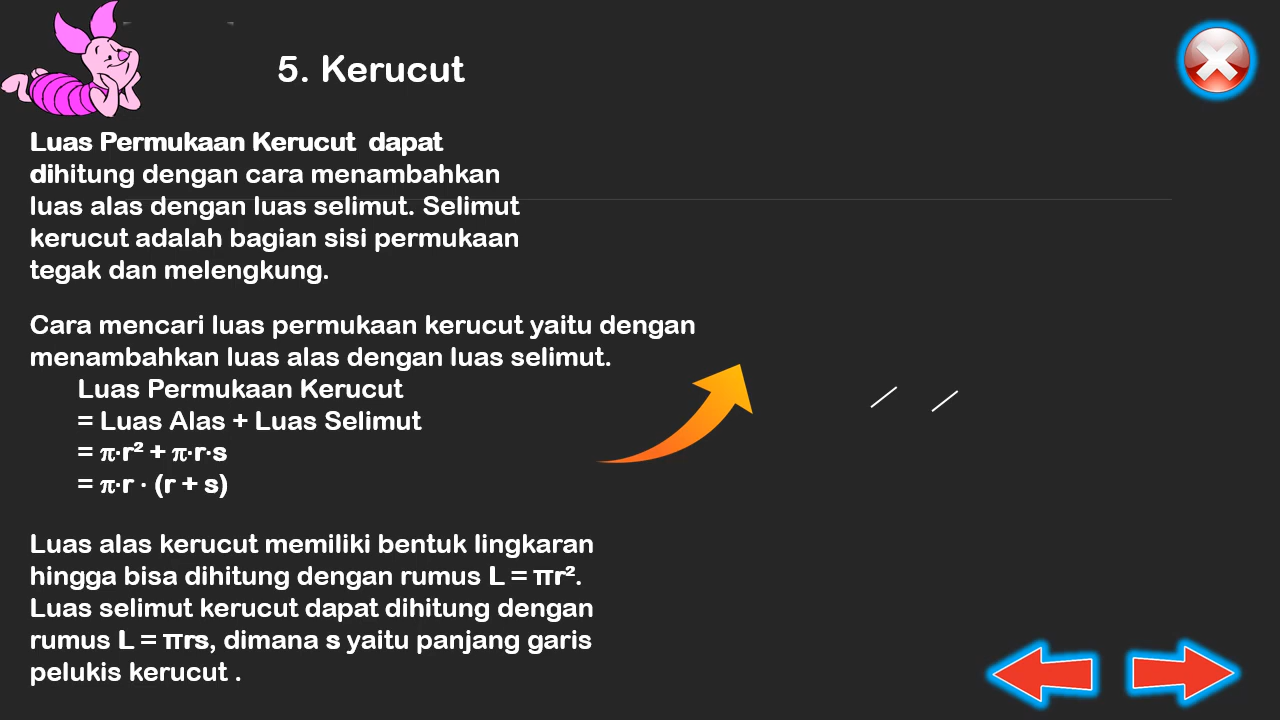 5. Kerucut
Luas Permukaan Kerucut dapat
dihitung dengan cara menambahkan
luas alas dengan luas selimut. Selimut
kerucut adalah bagian sisi permukaan
tegak dan melengkung.
Cara mencari luas permukaan kerucut yaitu dengan
menambahkan luas alas dengan luas selimut.
Luas Permukaan Kerucut
= Luas Alas + Luas Selimut
= π·r² + π·r·s
= π·r · (r + s)
Luas alas kerucut memiliki bentuk lingkaran
hingga bisa dihitung dengan rumus L = πr².
Luas selimut kerucut dapat dihitung dengan
rumus L = πrs, dimana s yaitu panjang garis
pelukis kerucut .